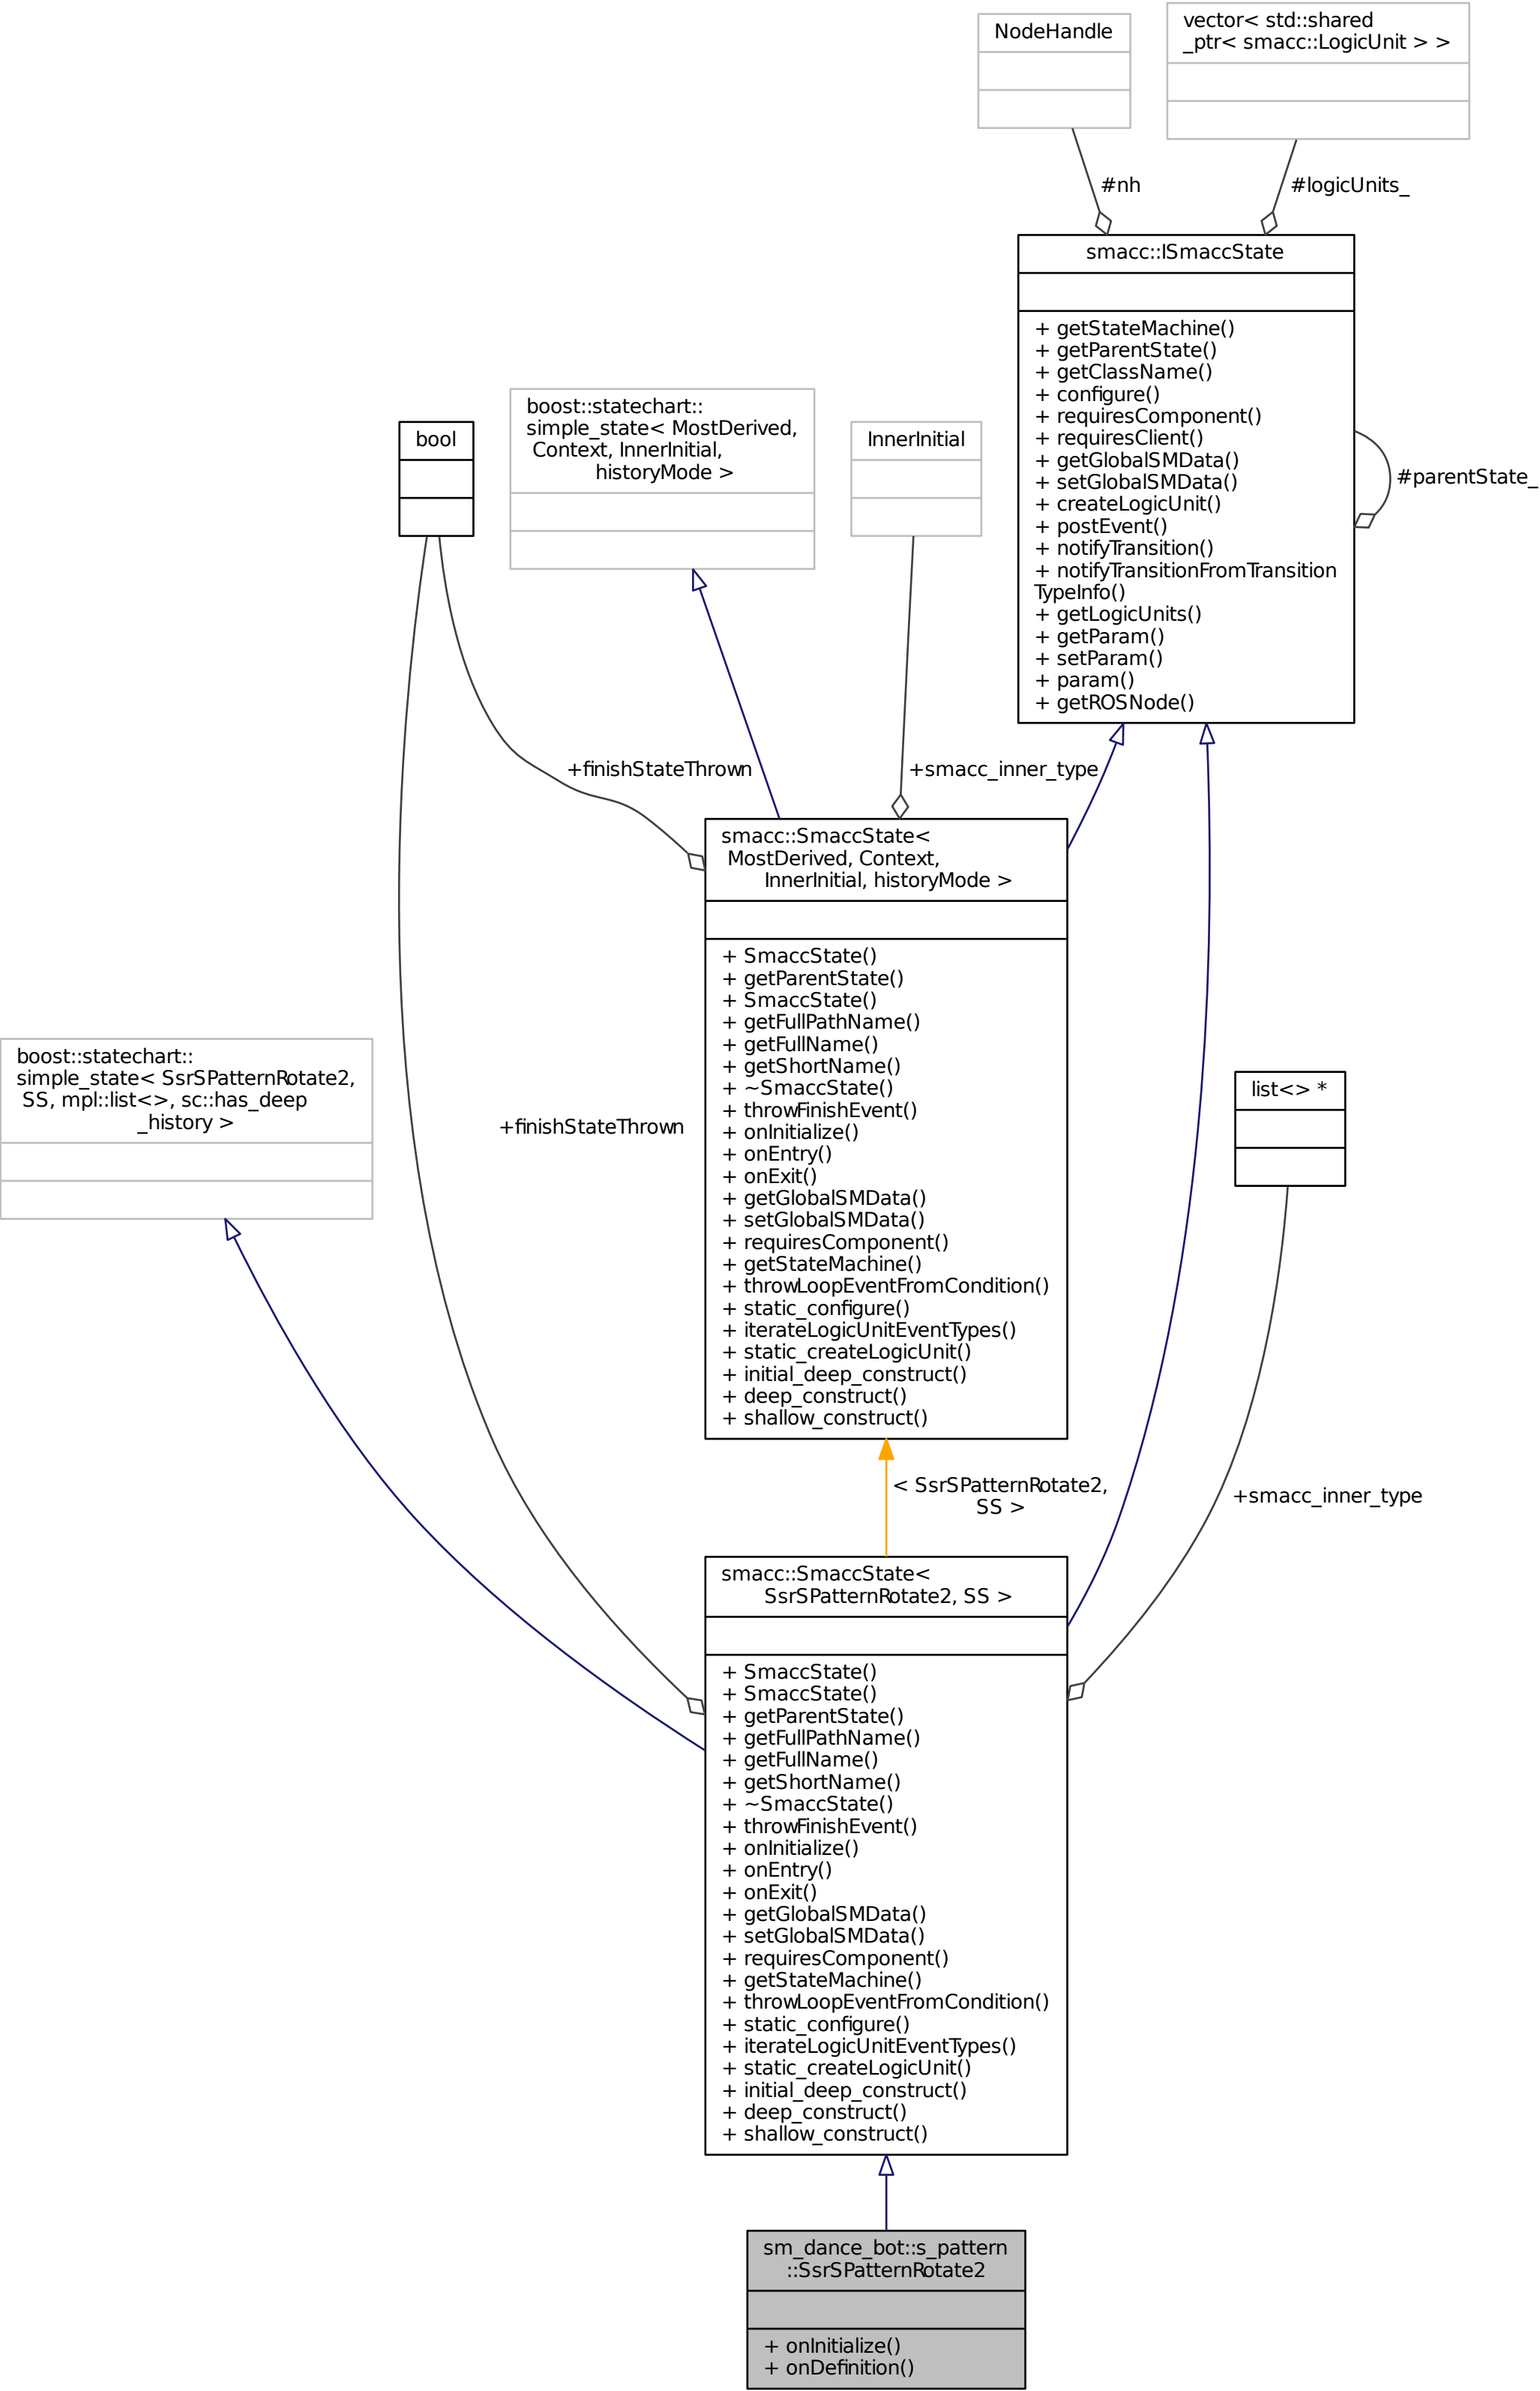 NodeHandle
vector< std::shared
_ptr< smacc::LogicUnit > >
#nh
#logicUnits_
smacc::ISmaccState
+ getStateMachine()
+ getParentState()
+ getClassName()
+ configure()
+ requiresComponent()
+ requiresClient()
+ getGlobalSMData()
+ setGlobalSMData()
+ createLogicUnit()
+ postEvent()
+ notifyTransition()
+ notifyTransitionFromTransition
TypeInfo()
+ getLogicUnits()
+ getParam()
+ setParam()
+ param()
+ getROSNode()
#parentState_
bool
boost::statechart::
simple_state< MostDerived,
Context, InnerInitial,
historyMode >
InnerInitial
+finishStateThrown
+smacc_inner_type
smacc::SmaccState<
MostDerived, Context,
InnerInitial, historyMode >
+ SmaccState()
+ getParentState()
+ SmaccState()
+ getFullPathName()
+ getFullName()
+ getShortName()
+ ~SmaccState()
+ throwFinishEvent()
+ onInitialize()
+ onEntry()
+ onExit()
+ getGlobalSMData()
+ setGlobalSMData()
+ requiresComponent()
+ getStateMachine()
+ throwLoopEventFromCondition()
+ static_configure()
+ iterateLogicUnitEventTypes()
+ static_createLogicUnit()
+ initial_deep_construct()
+ deep_construct()
+ shallow_construct()
boost::statechart::
simple_state< SsrSPatternRotate2,
SS, mpl::list<>, sc::has_deep
_history >
+finishStateThrown
list<> *
< SsrSPatternRotate2,
SS >
+smacc_inner_type
smacc::SmaccState<
SsrSPatternRotate2, SS >
+ SmaccState()
+ SmaccState()
+ getParentState()
+ getFullPathName()
+ getFullName()
+ getShortName()
+ ~SmaccState()
+ throwFinishEvent()
+ onInitialize()
+ onEntry()
+ onExit()
+ getGlobalSMData()
+ setGlobalSMData()
+ requiresComponent()
+ getStateMachine()
+ throwLoopEventFromCondition()
+ static_configure()
+ iterateLogicUnitEventTypes()
+ static_createLogicUnit()
+ initial_deep_construct()
+ deep_construct()
+ shallow_construct()
sm_dance_bot::s_pattern
::SsrSPatternRotate2
+ onInitialize()
+ onDefinition()